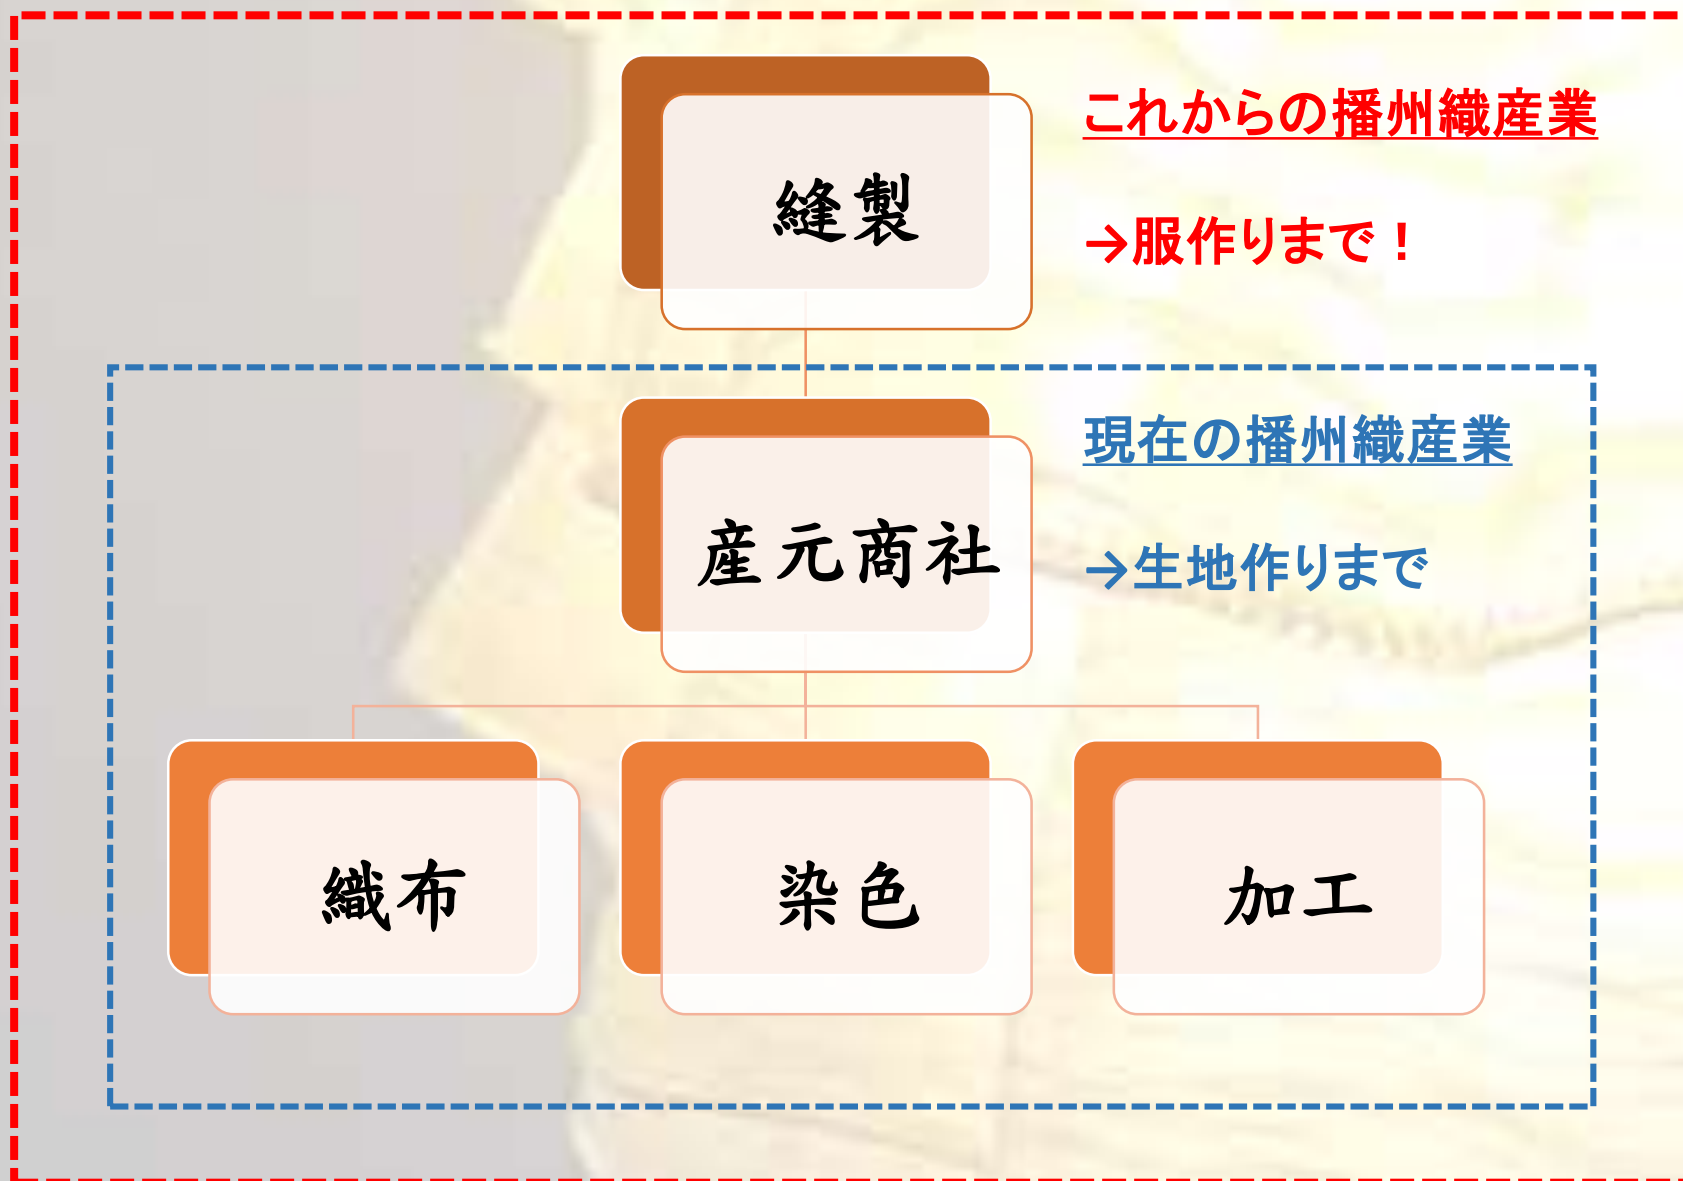 縫製
これからの播州織産業
→服作りまで！
産元商社
現在の播州織産業
→生地作りまで
織布
染色
加工